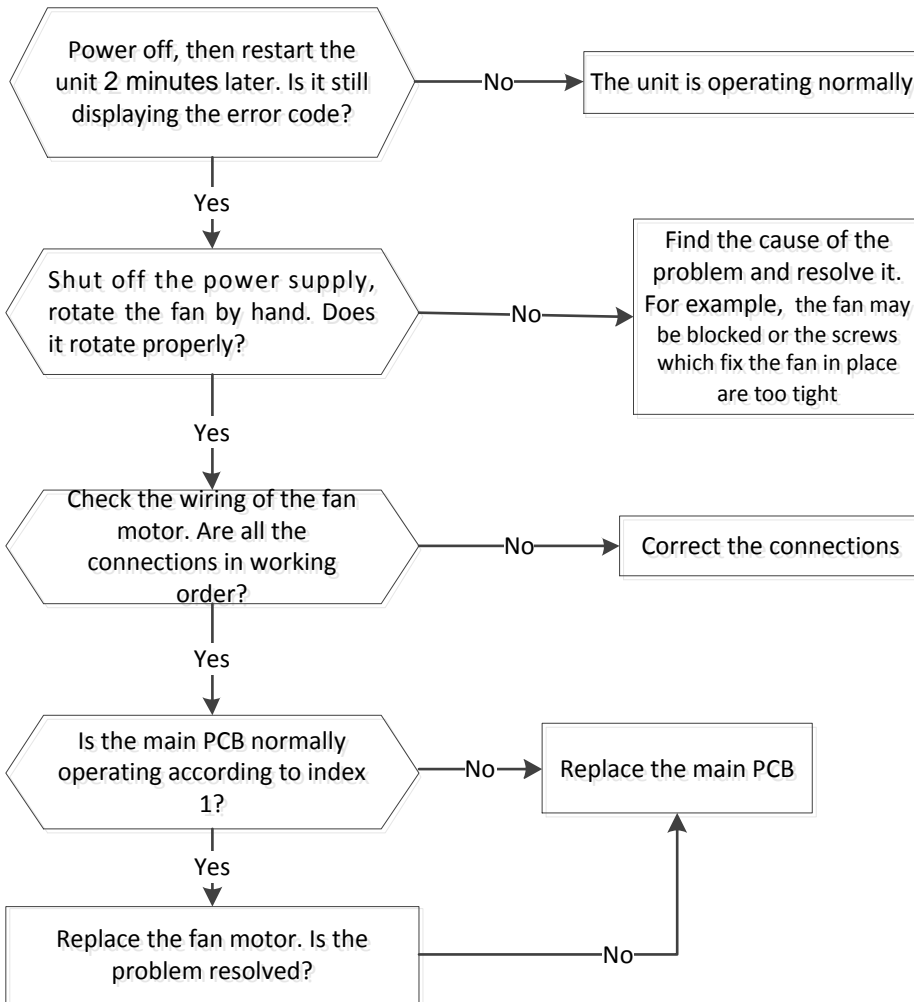 Power off, then restart the
unit 2 minutes later. Is it still
displaying the error code?
No
The unit is operating normally
Yes
Shut off the power supply,
rotate the fan by hand. Does
it rotate properly?
No
Find the cause of the
problem and resolve it.
For example, the fan may
be blocked or the screws
which fix the fan in place
are too tight
Yes
Check the wiring of the fan
motor. Are all the
connections in working
order?
No
Correct the connections
Yes
Is the main PCB normally
operating according to index
1?
No
Replace the main PCB
Yes
Replace the fan motor. Is the
problem resolved?
No